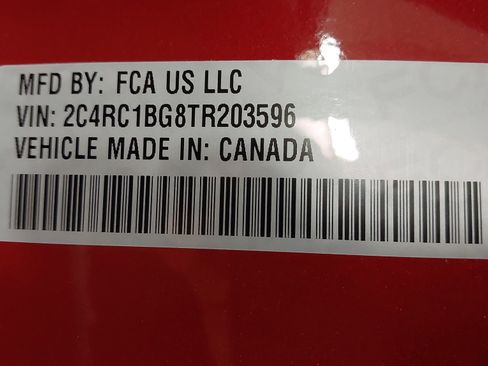 MFD BY: FCA US LLC
VIN: 2C4RC1BG8TR203596
VEHICLE MADE IN: CANADA